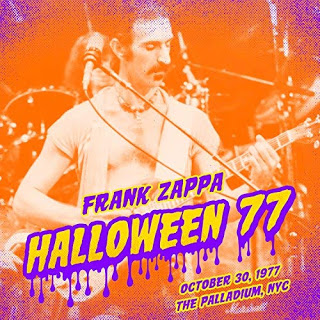 FRANK ZAPPA
HALLOWEEN 77
OCTOBER 30, 1977
THE PALLADIUM, NYC